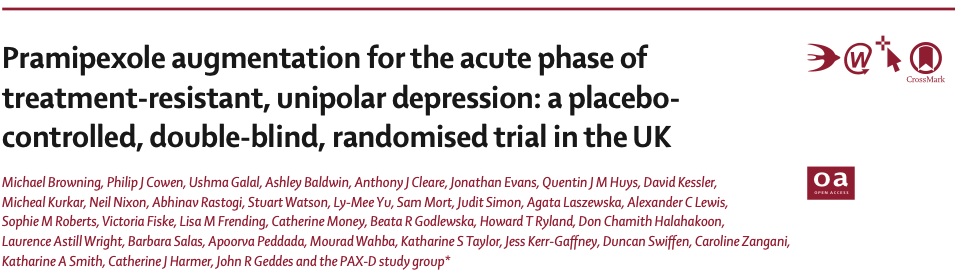 Pramipexole augmentation for the acute phase of
treatment-resistant, unipolar depression: a placebo-
controlled, double-blind, randomised trial in the UK
W
CrossMark
oa
OPEN ACCESS
Michael Browning, Philip J Cowen, Ushma Galal, Ashley Baldwin, Anthony J Cleare, Jonathan Evans, Quentin J M Huys, David Kessler,
Micheal Kurkar, Neil Nixon, Abhinav Rastogi, Stuart Watson, Ly-Mee Yu, Sam Mort, Judit Simon, Agata Laszewska, Alexander C Lewis,
Sophie M Roberts, Victoria Fiske, Lisa M Frending, Catherine Money, Beata R Godlewska, Howard T Ryland, Don Chamith Halahakoon,
Laurence Astill Wright, Barbara Salas, Apoorva Peddada, Mourad Wahba, Katharine S Taylor, Jess Kerr-Gaffney, Duncan Swiffen, Caroline Zangani,
Katharine A Smith, Catherine J Harmer, John R Geddes and the PAX-D study group*